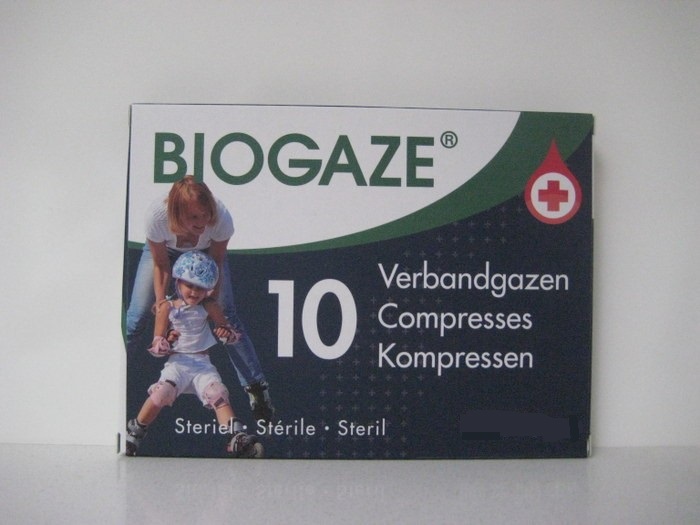 BIOGAZE®
10
Verbandgazen
Compresses
Kompressen
Steriel · Stérile · Steril